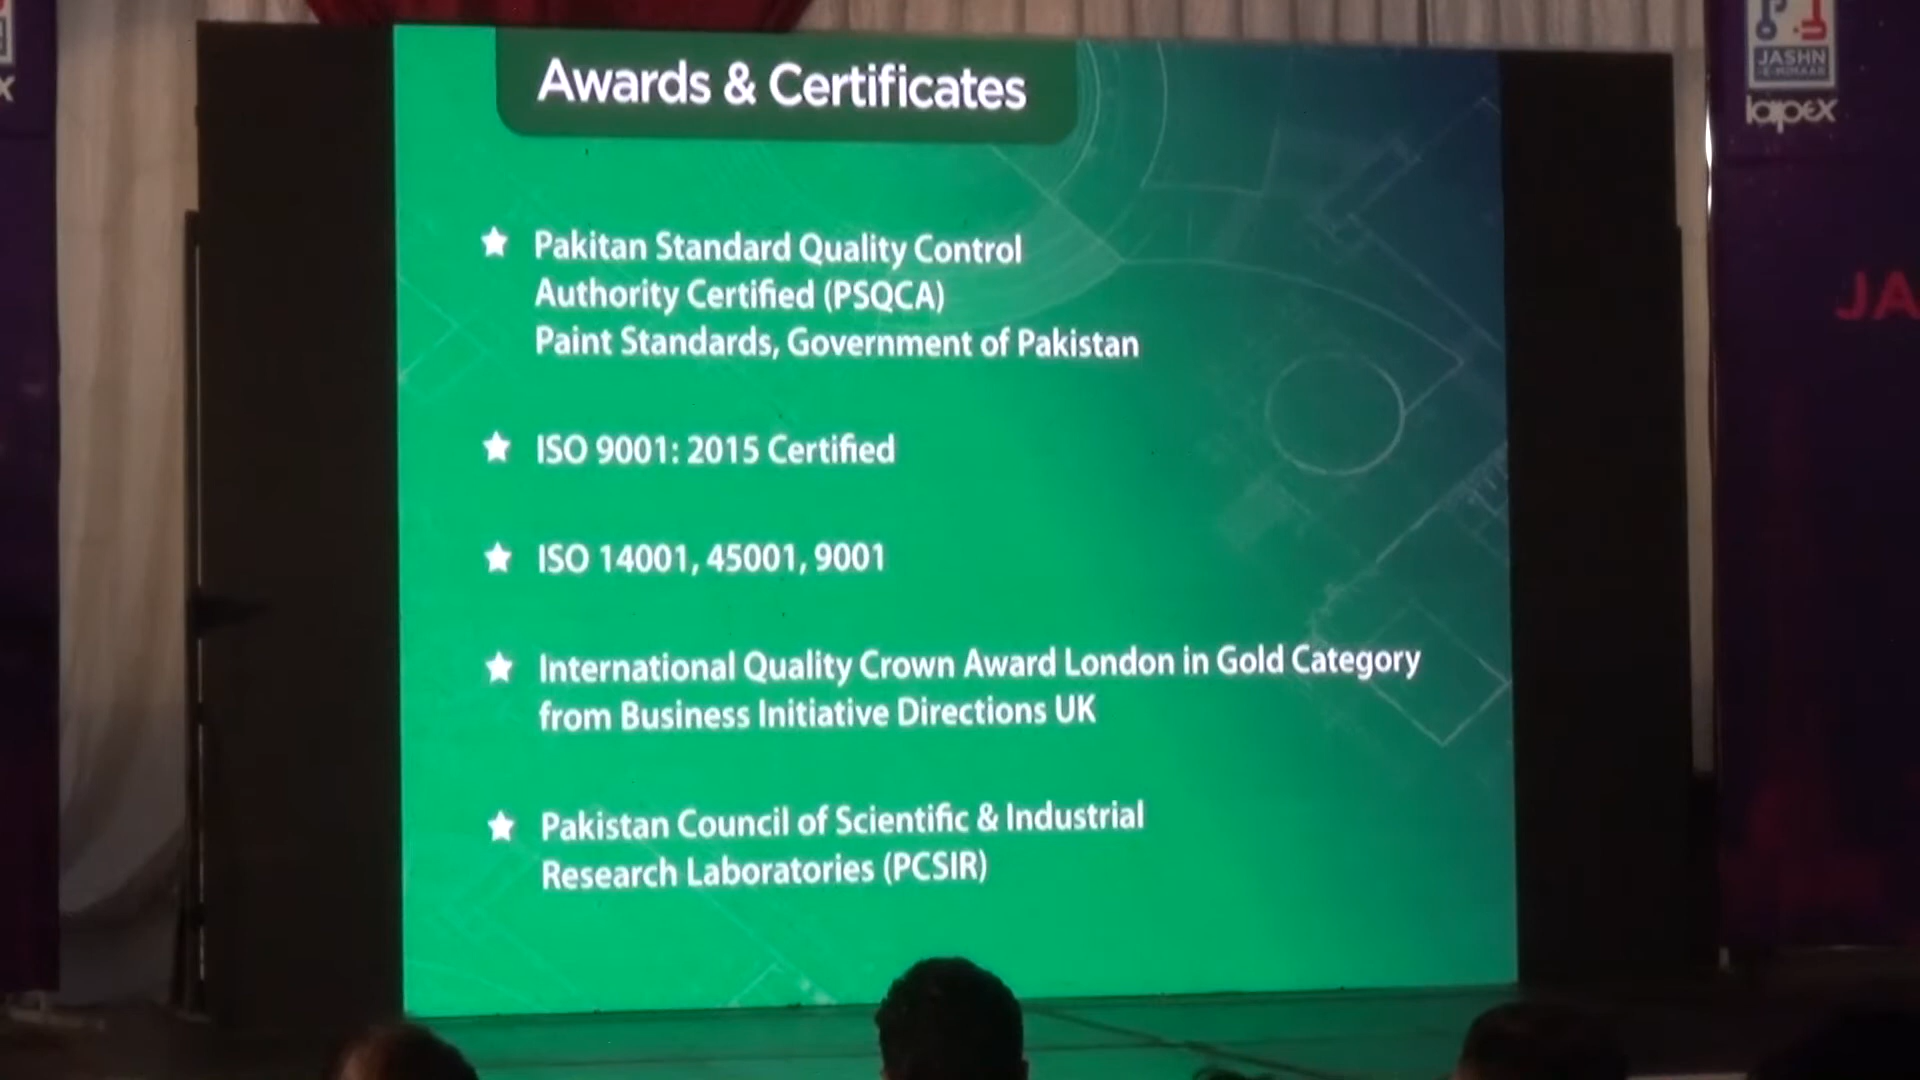 Awards & Certificates
Pakitan Standard Quality Control
Authority Certified (PSQCA)
Paint Standards, Government of Pakistan
ISO 9001: 2015 Certified
ISO 14001, 45001, 9001
International Quality Crown Award London in Gold Category
from Business Initiative Directions UK
Pakistan Council of Scientific & Industrial
Research Laboratories (PCSIR)
JASHN
iapex
JA